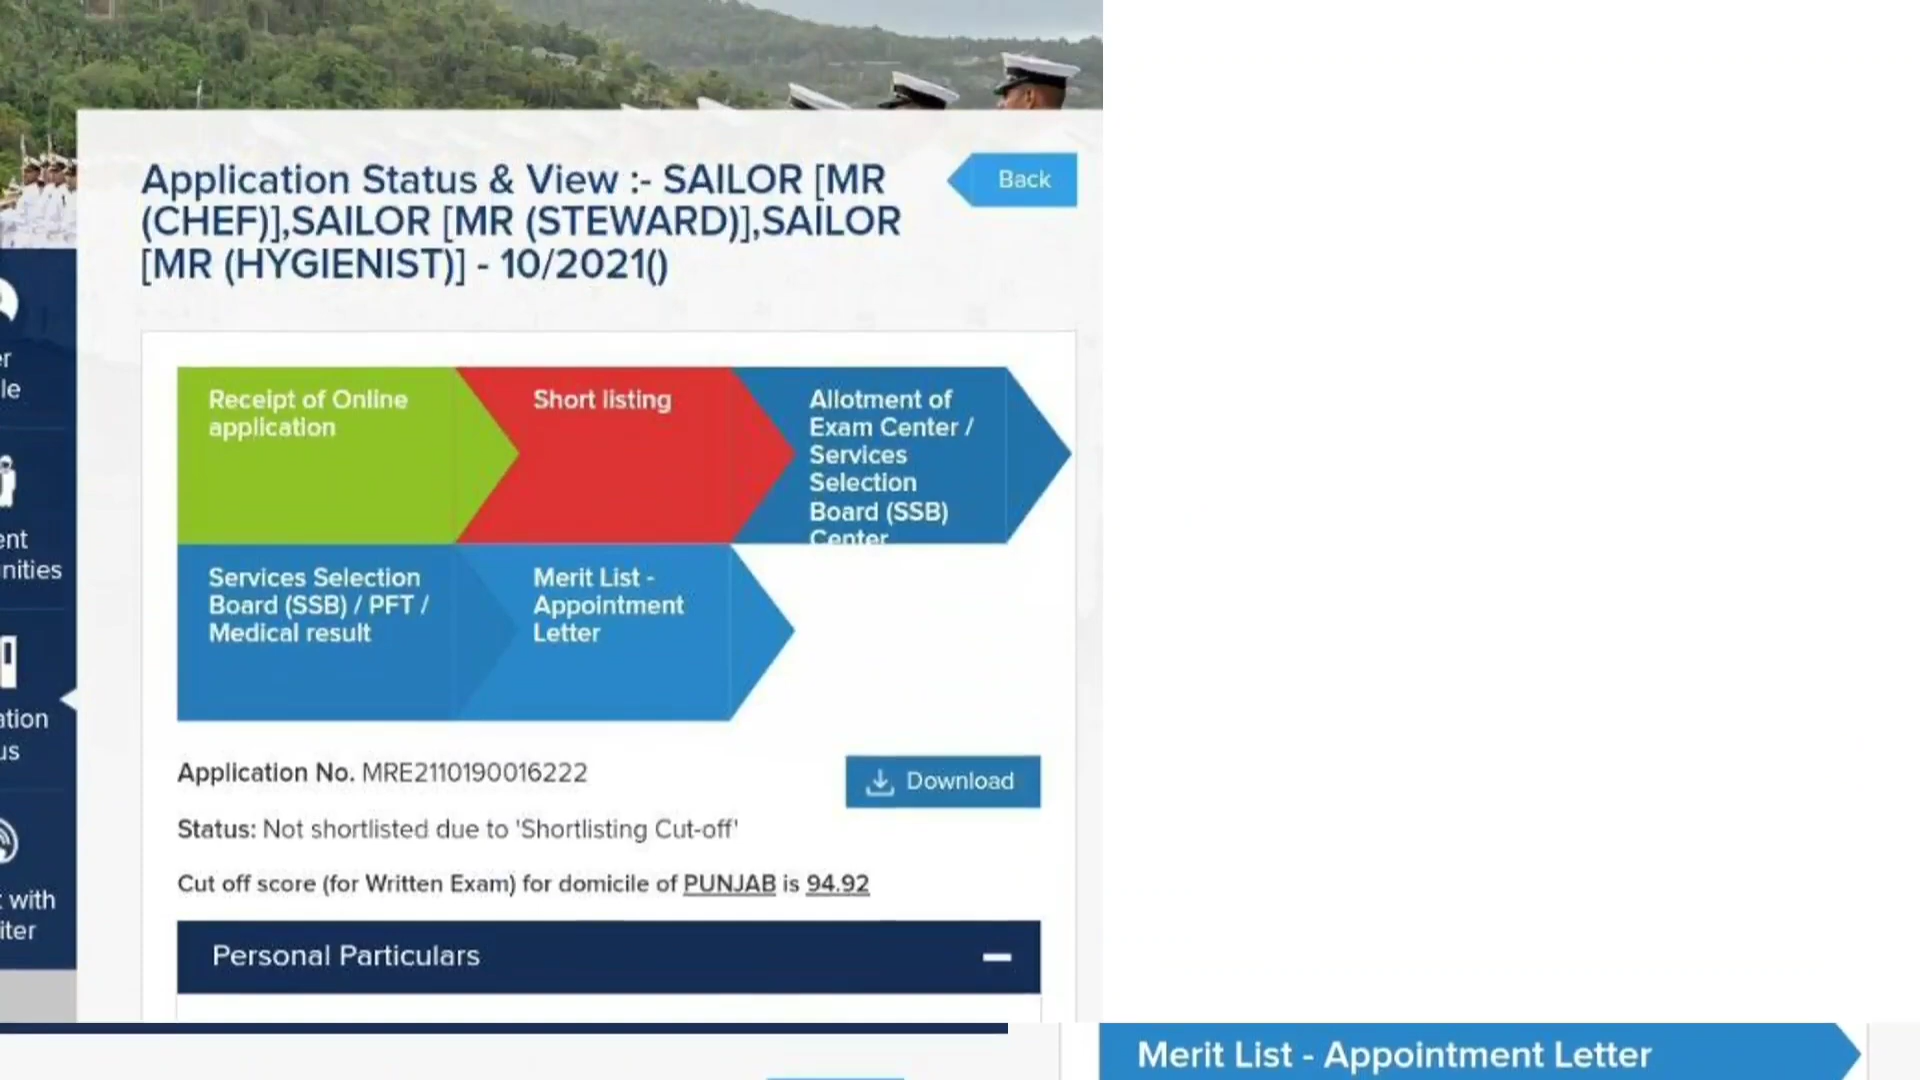 Application Status & View :- SAILOR [MR
(CHEF)],SAILOR [MR (STEWARD)],SAILOR
[MR (HYGIENIST)] - 10/2021()
Back
Receipt of Online
application
Short listing
Allotment of
Exam Center /
Services
Selection
Board (SSB)
Center
Services Selection
Board (SSB) / PFT /
Medical result
Merit List -
Appointment
Letter
Application No. MRE2110190016222
Download
Status: Not shortlisted due to 'Shortlisting Cut-off'
Cut off score (for Written Exam) for domicile of PUNJAB is 94.92
Personal Particulars
Merit List - Appointment Letter
with